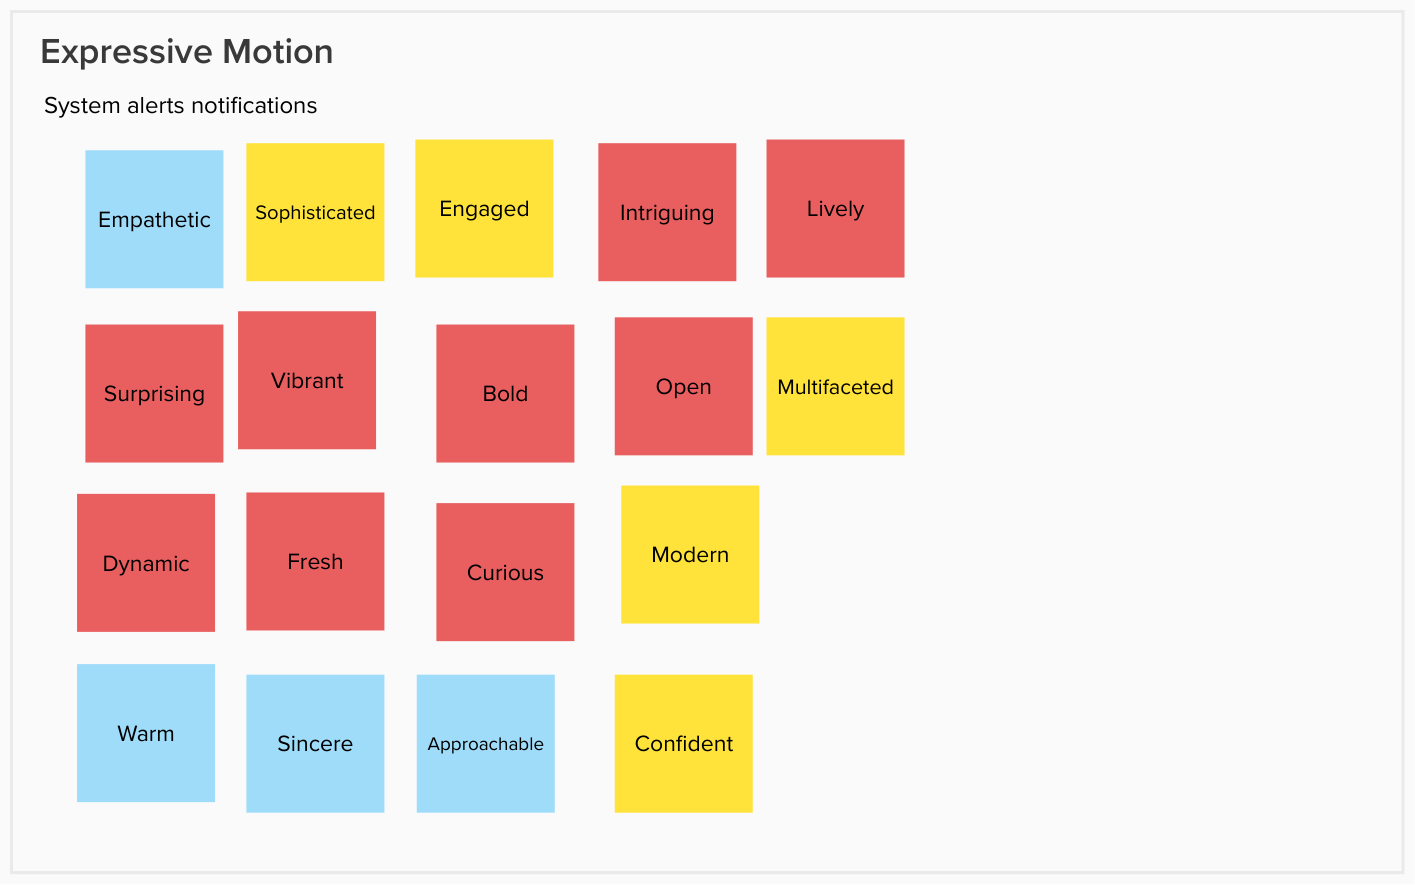 Expressive Motion
System alerts notifications
Empathetic
Sophisticated
Engaged
Intriguing
Lively
Surprising
Vibrant
Bold
Open
Multifaceted
Dynamic
Fresh
Curious
Modern
Warm
Sincere
Approachable
Confident